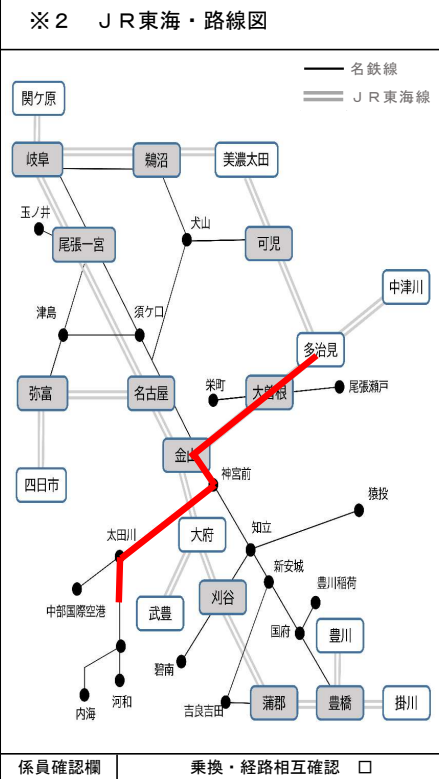 ※２　ＪＲ東海・路線図
名鉄線
ＪＲ東海線
関ケ原
岐阜
鵜沼
美濃太田
玉ノ井
犬山
尾張一宮
可児
中津川
津島
須ケ口
多治見
弥富
名古屋
栄町
大曽根
尾張瀬戸
金山
四日市
神宮前
猿投
太田川
大府
知立
新安城
中部国際空港
武豊
刈谷
豊川稲荷
国府
豊川
碧南
内海
河和
吉良吉田
蒲郡
豊橋
掛川
係員確認欄
乗換・経路相互確認　□